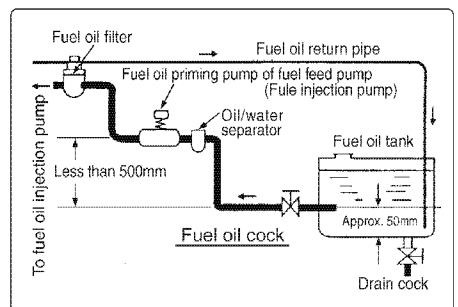 Fuel oil filter
Fuel oil return pipe
Fuel oil priming pump of fuel feed pump
(Fule injection pump)
Oil/water
separator
Fuel oil tank
Less than 500mm
To fuel oil injection pump
Approx. 50mm
Fuel oil cock
Drain cock